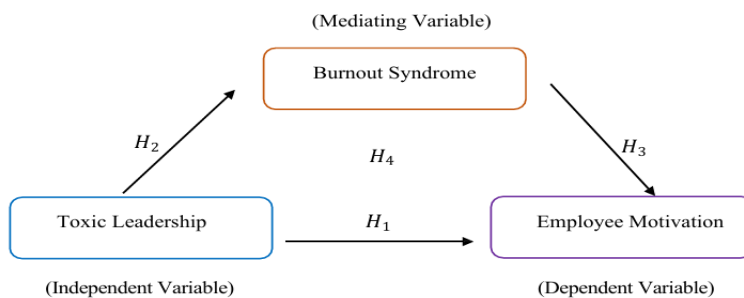 (Mediating Variable)
Burnout Syndrome
H₂
H₃
H₄
Toxic Leadership
Employee Motivation
H₁
(Independent Variable)
(Dependent Variable)